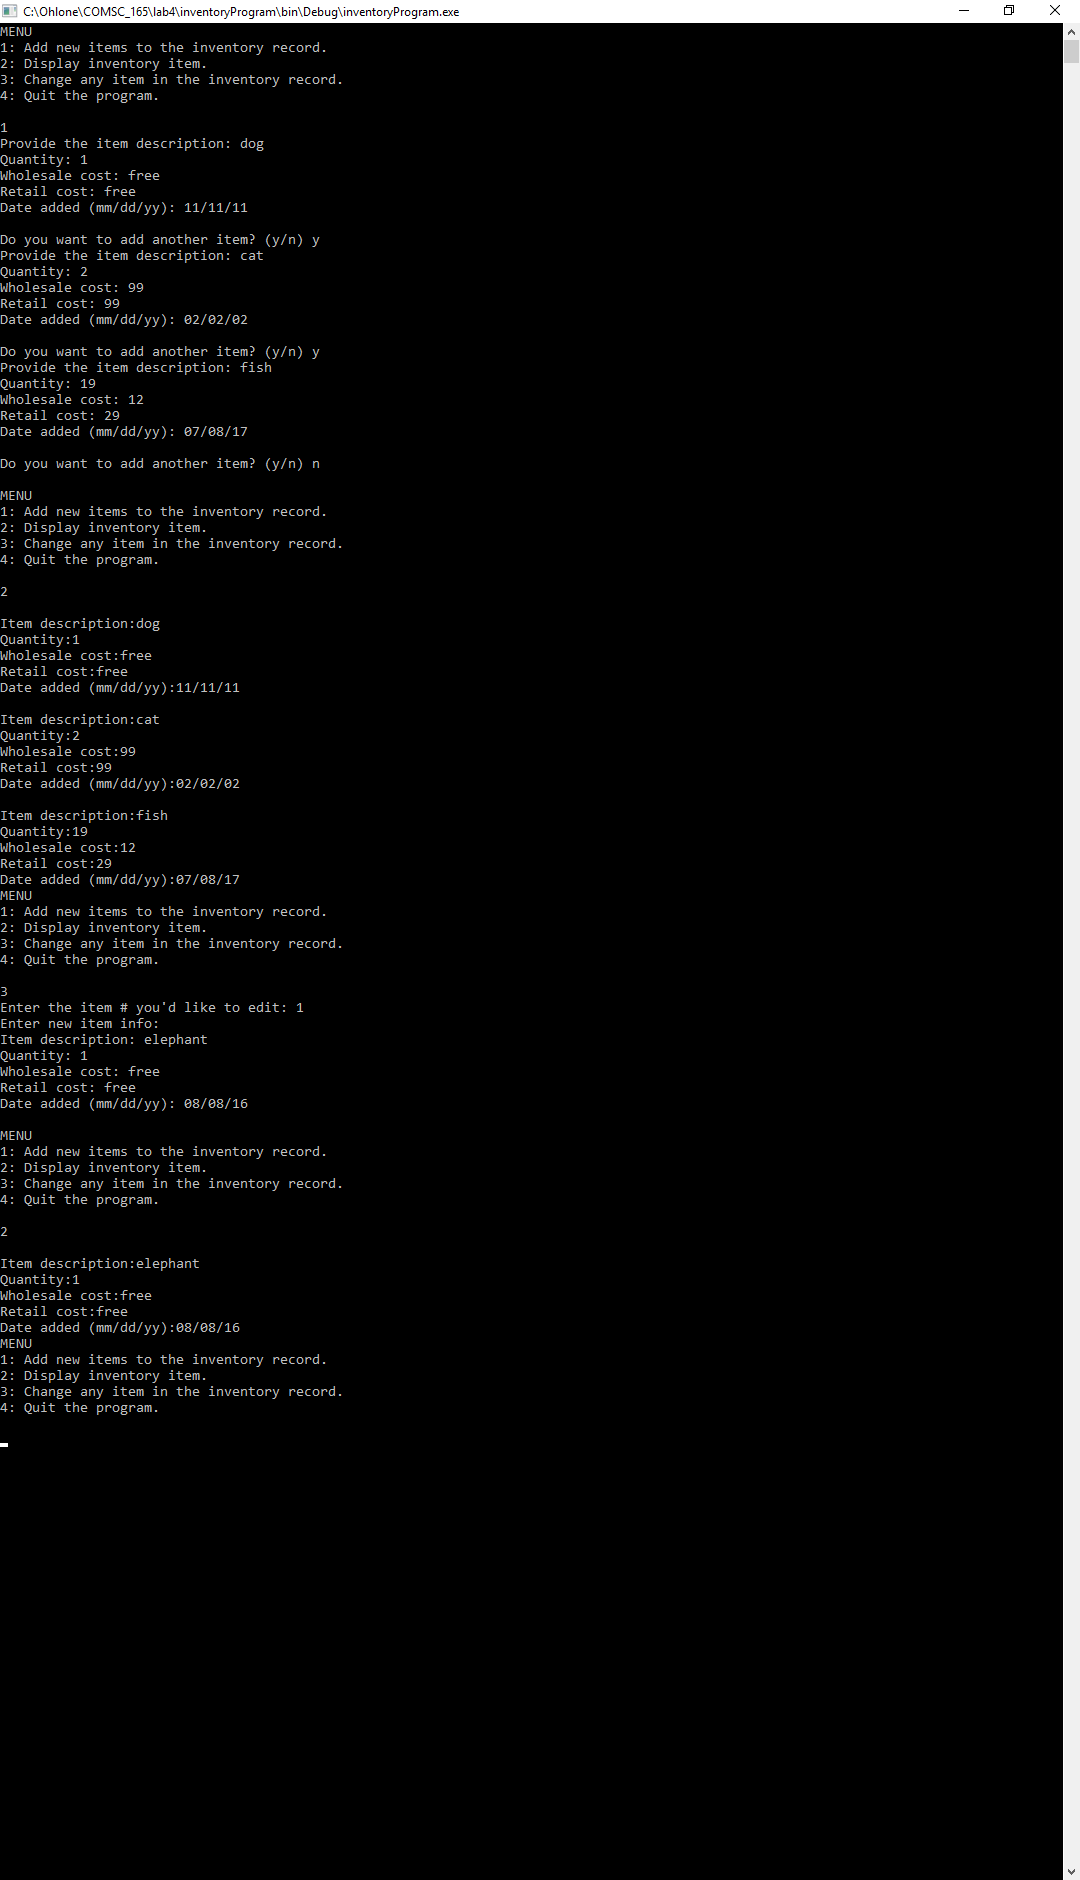 C:\Ohlone\COMSC_165\lab4\inventoryProgram\bin\Debug\inventoryProgram.exe
MENU
1: Add new items to the inventory record.
2: Display inventory item.
3: Change any item in the inventory record.
4: Quit the program.
1
Provide the item description: dog
Quantity: 1
Wholesale cost: free
Retail cost: free
Date added (mm/dd/yy): 11/11/11
Do you want to add another item? (y/n) y
Provide the item description: cat
Quantity: 2
Wholesale cost: 99
Retail cost: 99
Date added (mm/dd/yy): 02/02/02
Do you want to add another item? (y/n) y
Provide the item description: fish
Quantity: 19
Wholesale cost: 12
Retail cost: 29
Date added (mm/dd/yy): 07/08/17
Do you want to add another item? (y/n) n
MENU
1: Add new items to the inventory record.
2: Display inventory item.
3: Change any item in the inventory record.
4: Quit the program.
2
Item description:dog
Quantity:1
Wholesale cost:free
Retail cost:free
Date added (mm/dd/yy):11/11/11
Item description:cat
Quantity:2
Wholesale cost:99
Retail cost:99
Date added (mm/dd/yy):02/02/02
Item description:fish
Quantity:19
Wholesale cost:12
Retail cost:29
Date added (mm/dd/yy):07/08/17
MENU
1: Add new items to the inventory record.
2: Display inventory item.
3: Change any item in the inventory record.
4: Quit the program.
3
Enter the item # you'd like to edit: 1
Enter new item info:
Item description: elephant
Quantity: 1
Wholesale cost: free
Retail cost: free
Date added (mm/dd/yy): 08/08/16
MENU
1: Add new items to the inventory record.
2: Display inventory item.
3: Change any item in the inventory record.
4: Quit the program.
2
Item description:elephant
Quantity:1
Wholesale cost:free
Retail cost:free
Date added (mm/dd/yy):08/08/16
MENU
1: Add new items to the inventory record.
2: Display inventory item.
3: Change any item in the inventory record.
4: Quit the program.